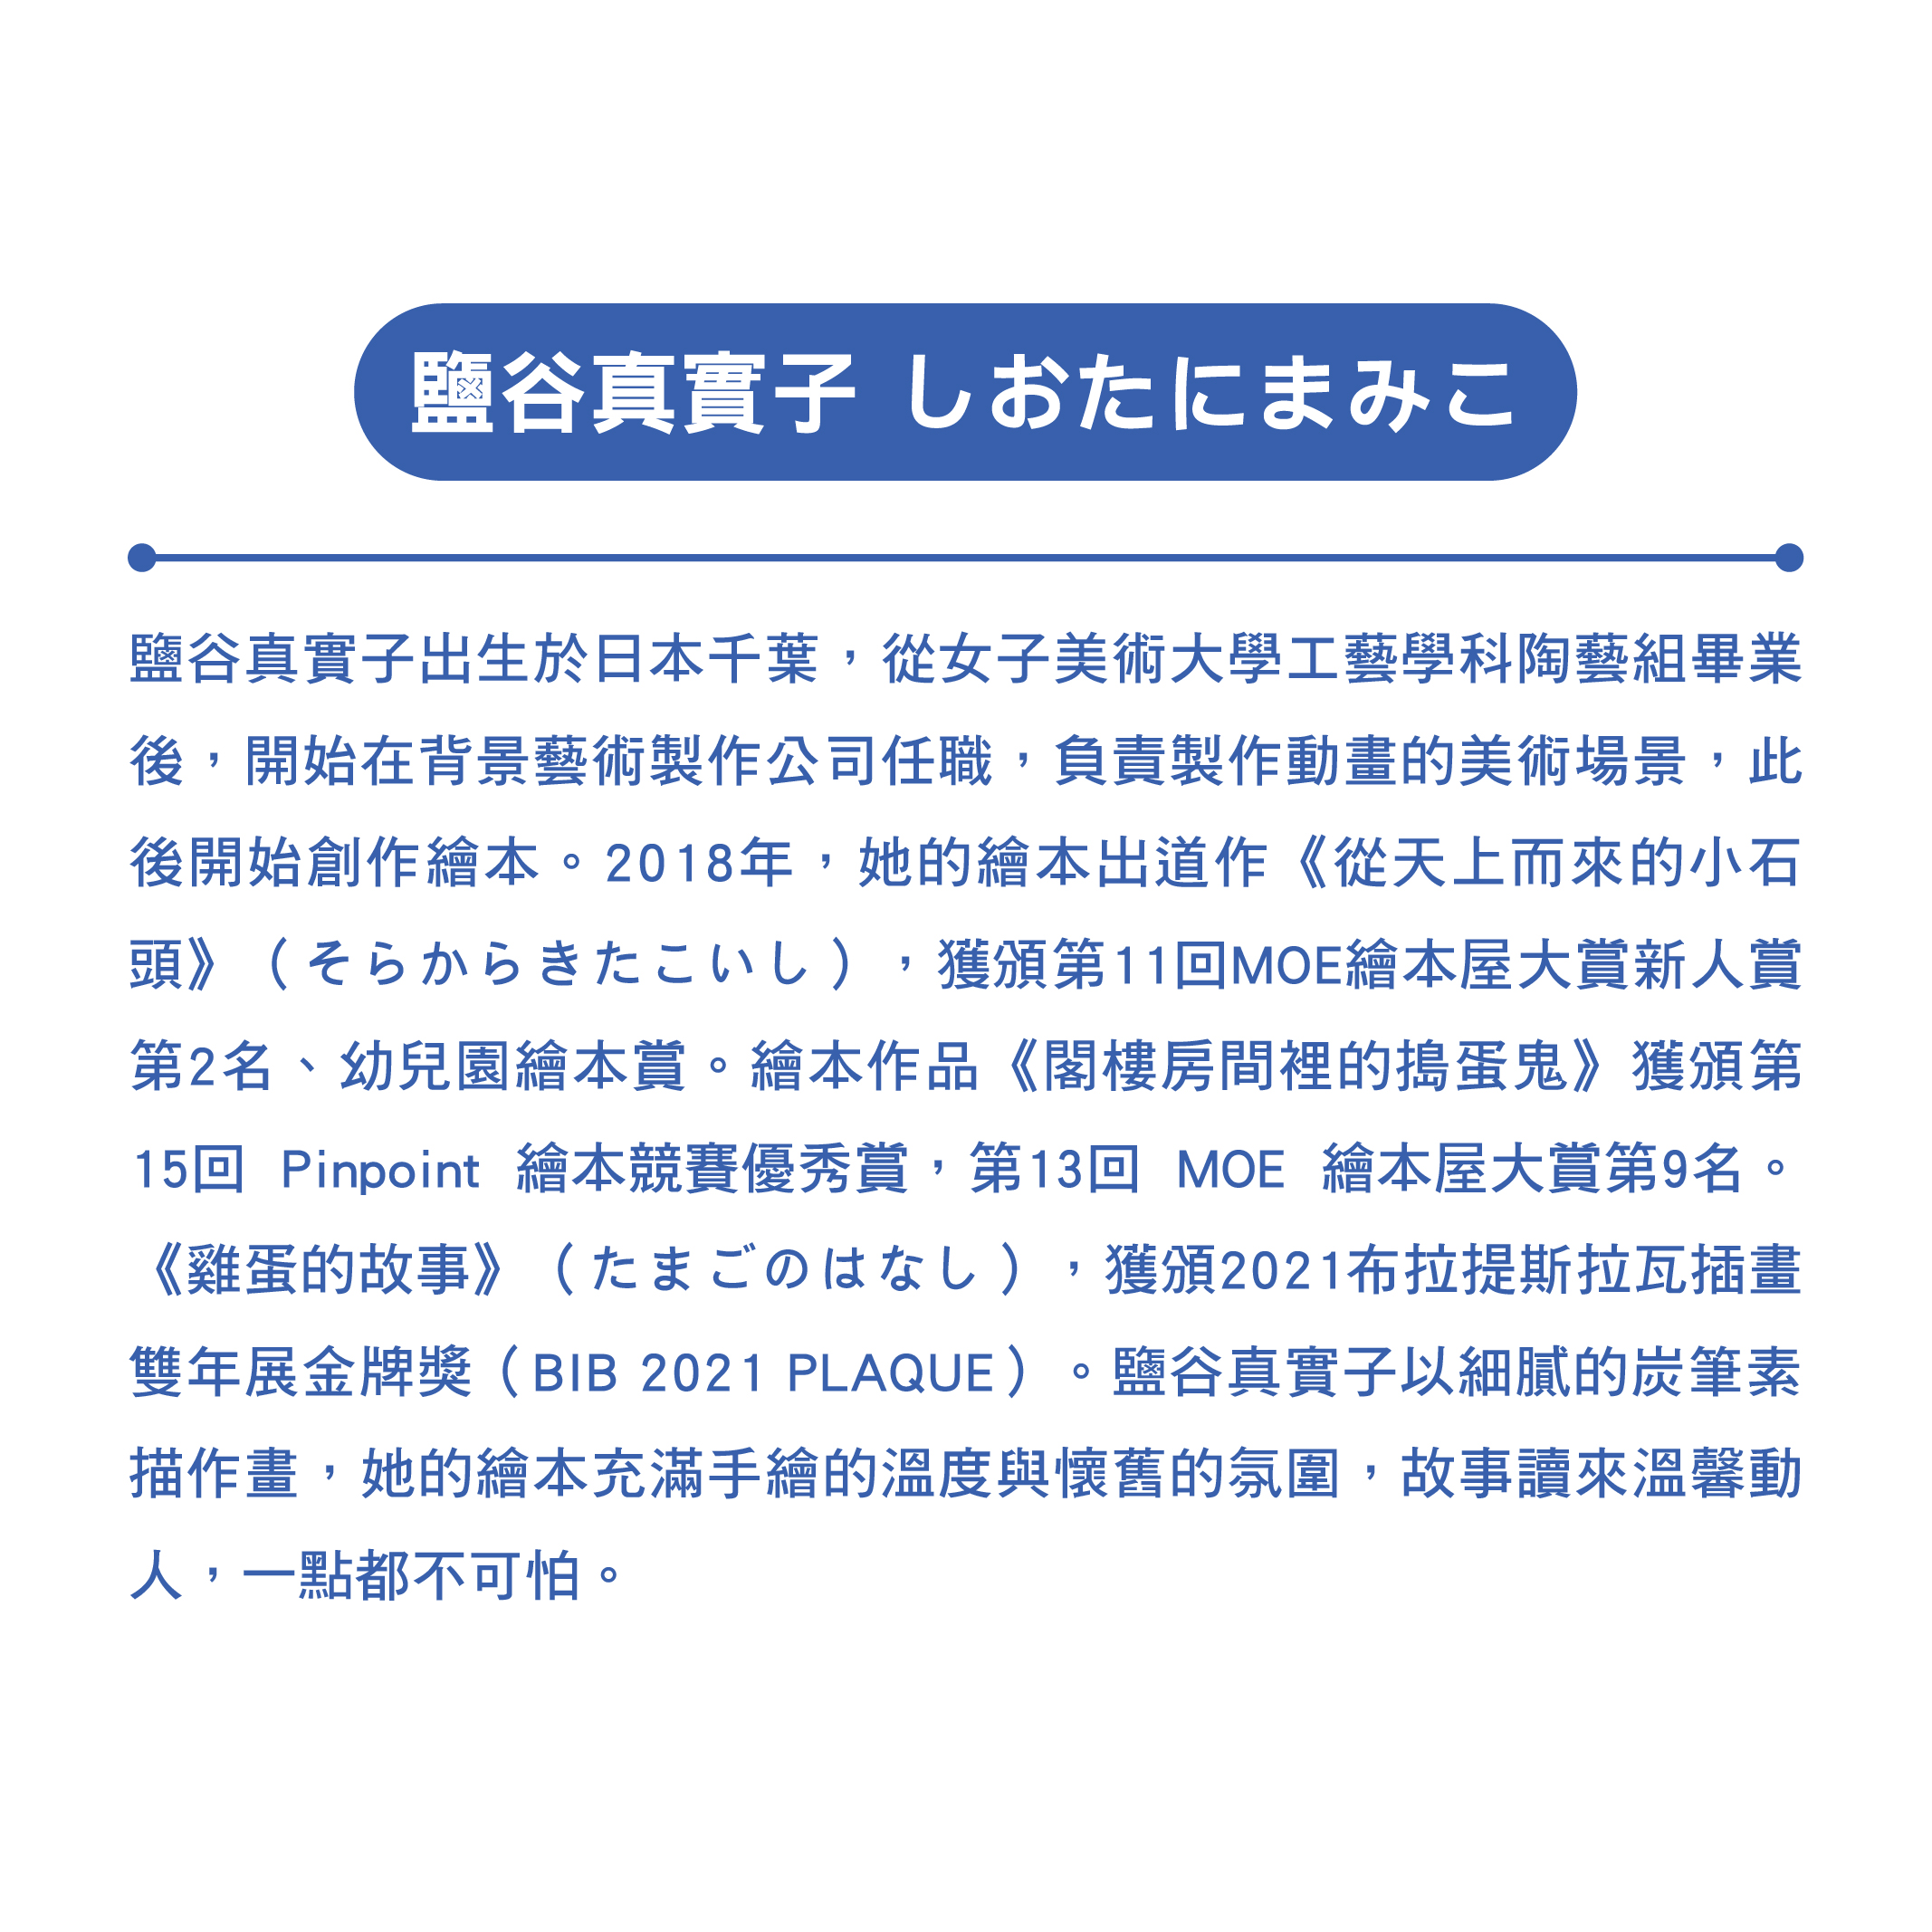 鹽谷真實子 しおたにまみこ
鹽谷真實子出生於日本千葉，從女子美術大學工藝學科陶藝組畢業
後，開始在背景藝術製作公司任職，負責製作動畫的美術場景，此
後開始創作繪本。2018年，她的繪本出道作《從天上而來的小石
頭》（そらからきたこいし），獲頒第11回MOE繪本屋大賞新人賞
第2名、幼兒園繪本賞。繪本作品《閣樓房間裡的搗蛋鬼》獲頒第
15回 Pinpoint 繪本競賽優秀賞，第13回 MOE 繪本屋大賞第9名。
《雞蛋的故事》（たまごのはなし），獲頒2021布拉提斯拉瓦插畫
雙年展金牌獎（BIB 2021 PLAQUE）。鹽谷真實子以細膩的炭筆素
描作畫，她的繪本充滿手繪的溫度與懷舊的氛圍，故事讀來溫馨動
人，一點都不可怕。